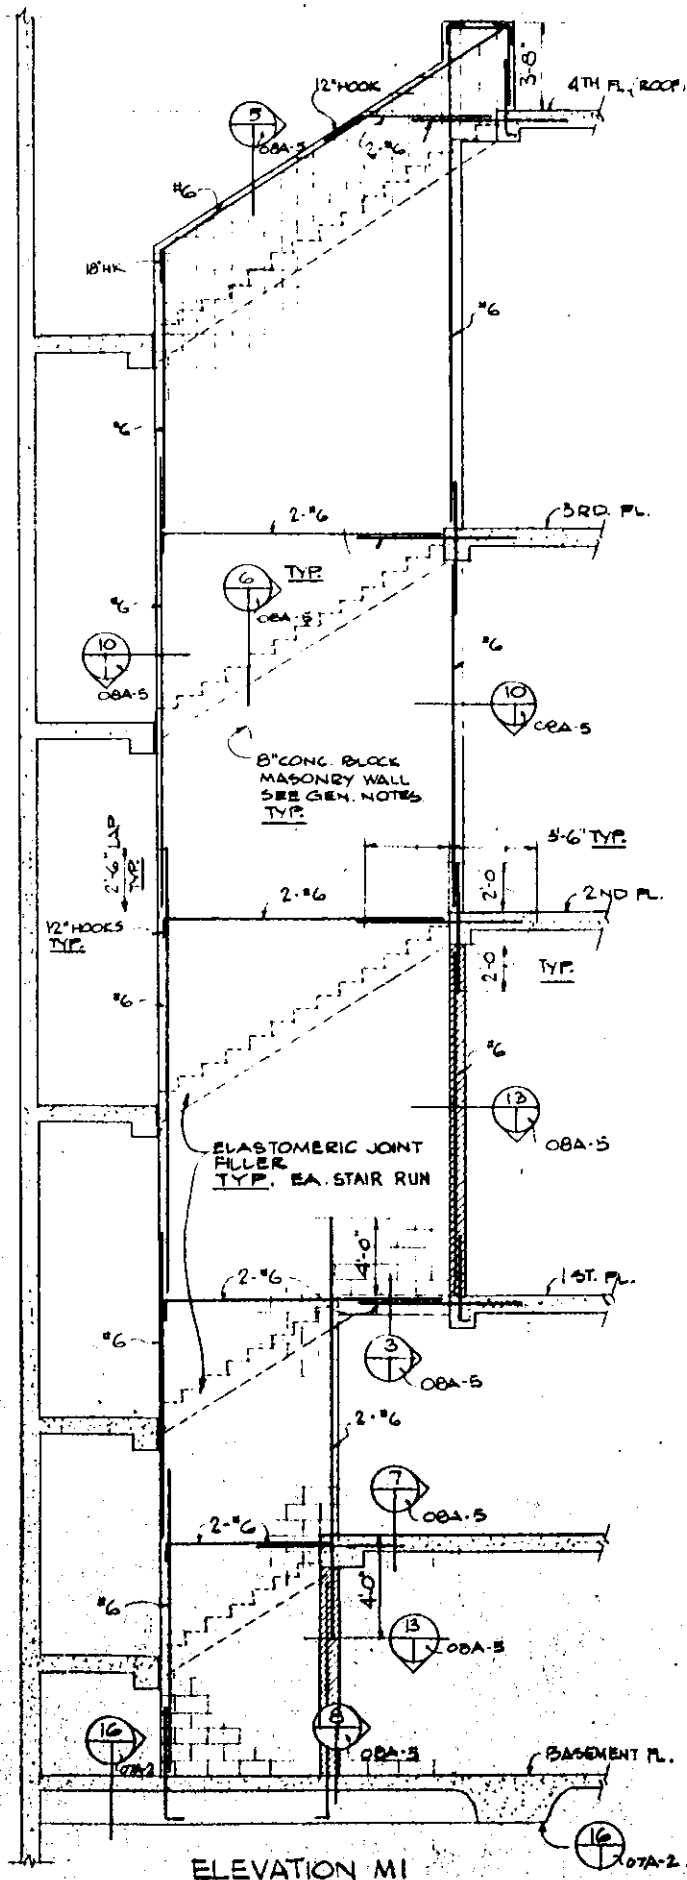 3'-8"
4TH FL, ROOF
12" HOOK
5
08A-5
2-#6
#6
18" HK
#6
#6
2-#6
3RD. FL.
6
08A-5
TYP.
#6
10
08A-5
#6
10
08A-5
8" CONC. BLOCK
MASONRY WALL
SEE GEN. NOTES
TYP.
2'-6" LAP
TYP.
TYP.
2-#6
2'-0
2ND FL.
12" HOOKS
TYP.
2'-0
TYP.
#6
#6
13
08A-5
ELASTOMERIC JOINT
FILLER
TYP. EA. STAIR RUN
4'-0"
2-#6
1ST. FL.
#6
3
08A-5
2-#6
7
08A-5
2-#6
4'-0"
#6
13
08A-5
16
07A-2
8
08A-5
BASEMENT FL.
16
07A-2
ELEVATION M1